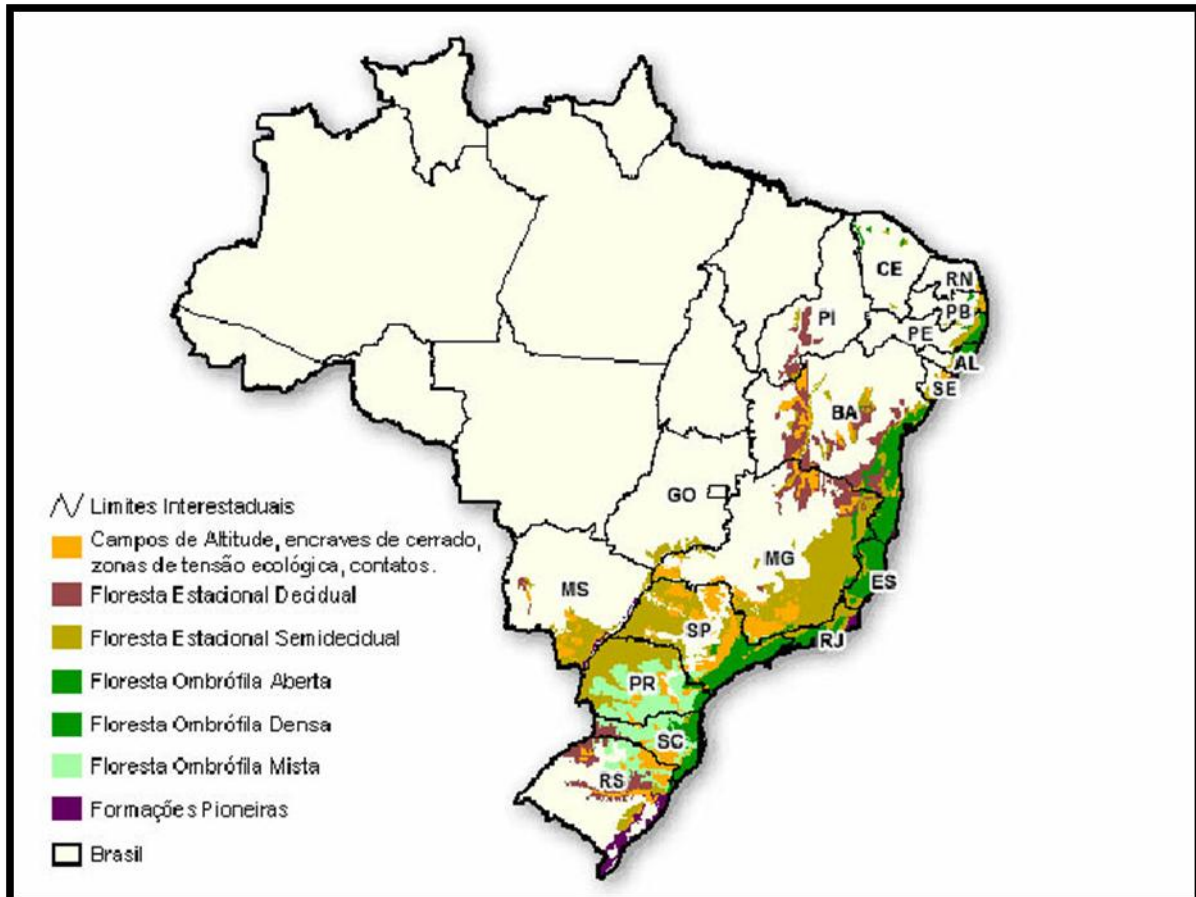 CE
RN
PB
PI
PE
AL
SE
BA
GO
MG
MS
ES
SP
RJ
PR
SC
RS
Limites Interestaduais
Campos de Altitude, encraves de cerrado,
zonas de tensão ecológica, contatos.
Floresta Estacional Decidual
Floresta Estacional Semidecidual
Floresta Ombrófila Aberta
Floresta Ombrófila Densa
Floresta Ombrófila Mista
Formações Pioneiras
Brasil